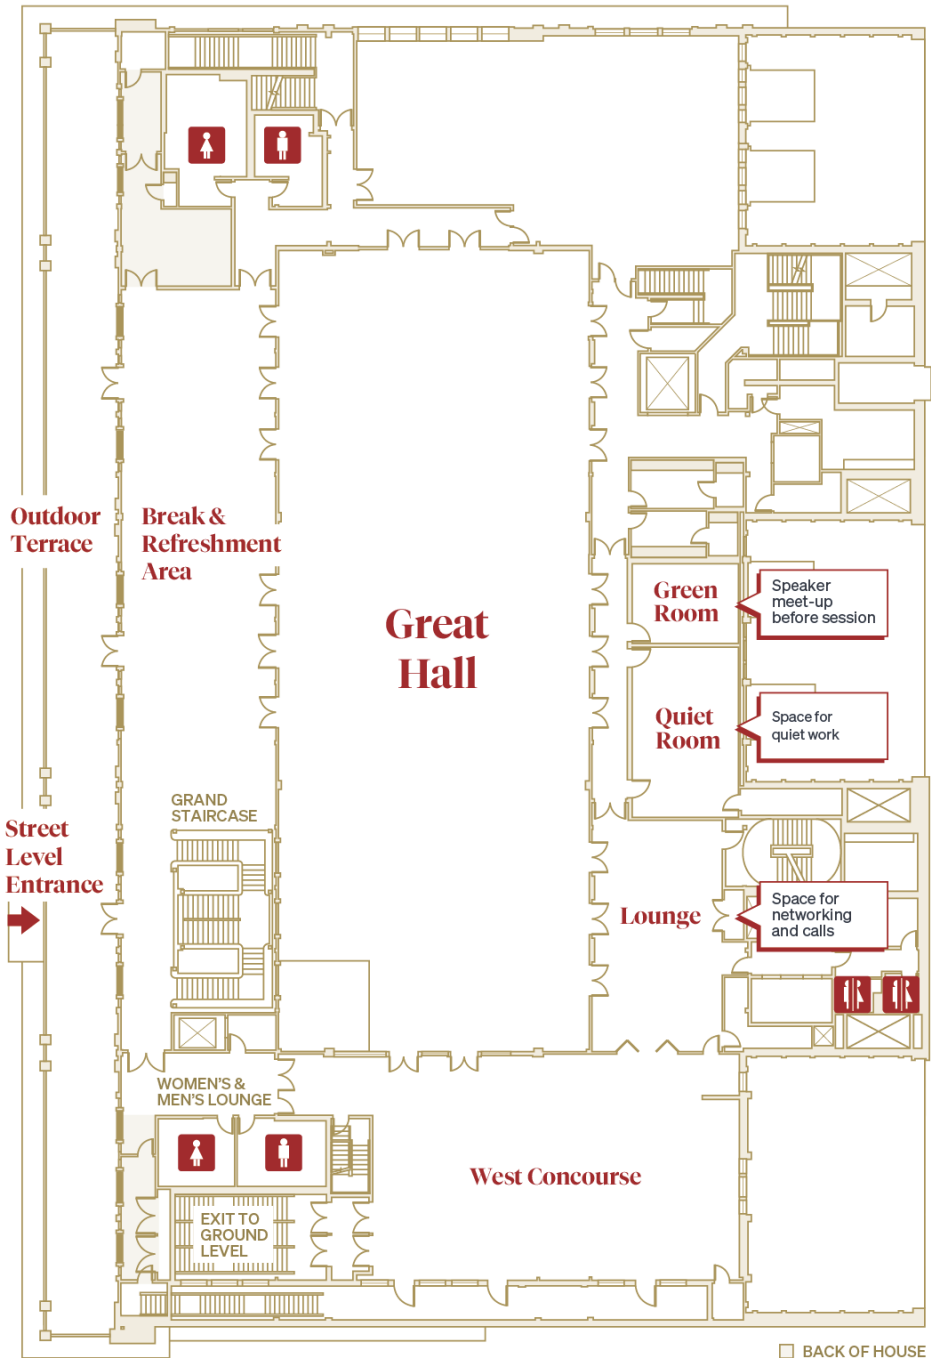 Outdoor
Terrace
Break &
Refreshment
Area
Great
Hall
Green
Room
Speaker
meet-up
before session
Quiet
Room
Space for
quiet work
GRAND
STAIRCASE
Street
Level
Entrance
Lounge
Space for
networking
and calls
WOMEN'S &
MEN'S LOUNGE
West Concourse
EXIT TO
GROUND
LEVEL
BACK OF HOUSE